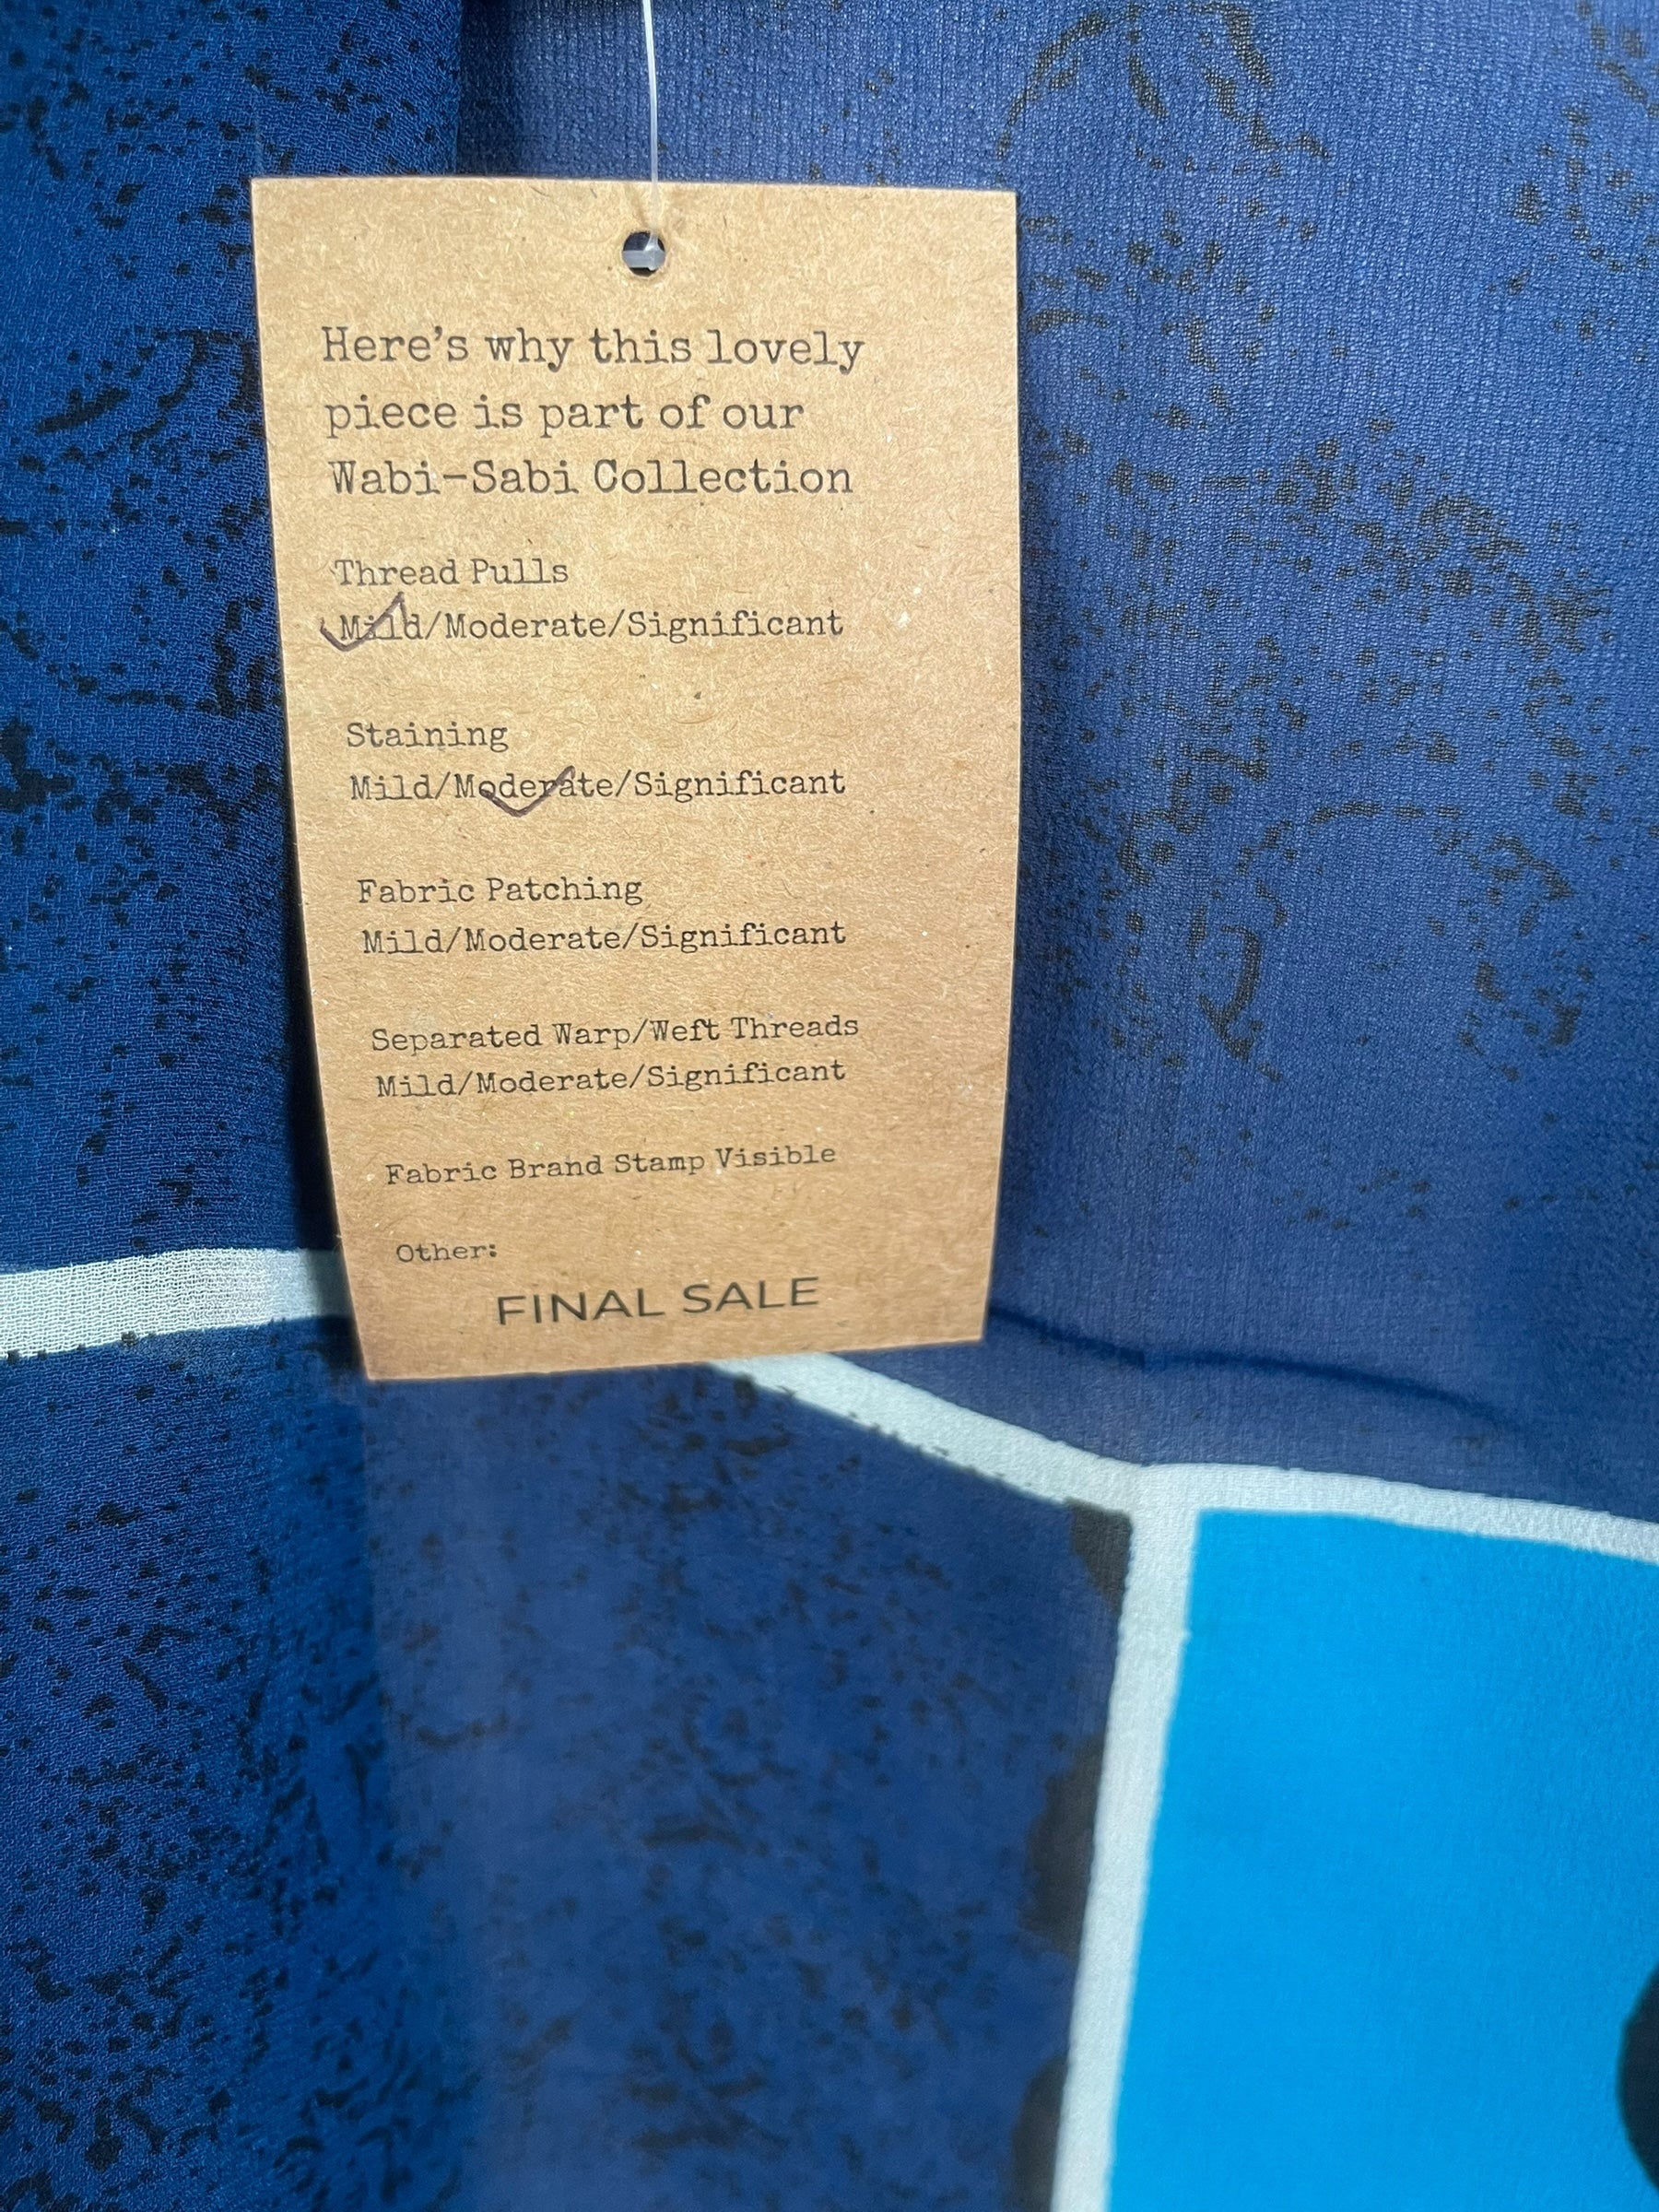 Here's why this lovely
piece is part of our
Wabi-Sabi Collection
Thread Pulls
Mild/Moderate/Significant
Staining
Mild/Moderate/Significant
Fabric Patching
Mild/Moderate/Significant
Separated Warp/Weft Threads
Mild/Moderate/Significant
Fabric Brand Stamp Visible
Other:
FINAL SALE